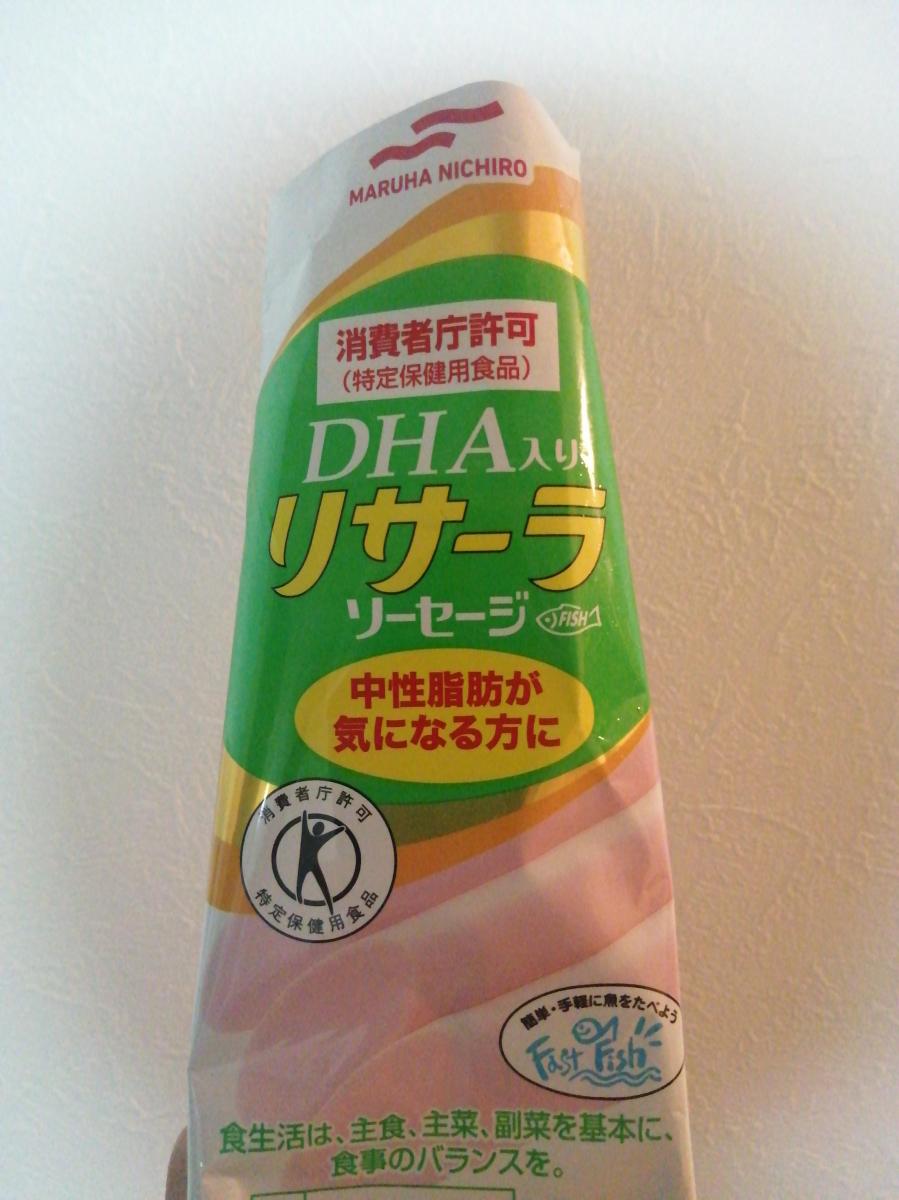 MARUHA NICHIRO
消費者庁許可
(特定保健用食品)
DHA入り
リサーラ
ソーセージ FISH
中性脂肪が
気になる方に
消費者庁許可
特定保健用食品
簡単・手軽に魚をたべよう
Fast Fish
食生活は、主食、主菜、副菜を基本に、
食事のバランスを。